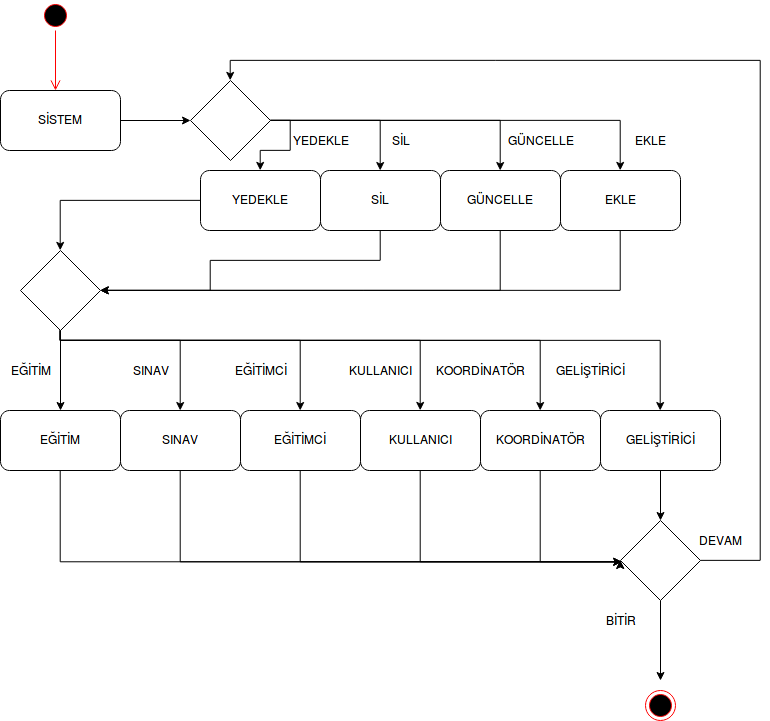 SİSTEM
YEDEKLE
SİL
GÜNCELLE
EKLE
YEDEKLE
SİL
GÜNCELLE
EKLE
EĞİTİM
SINAV
EĞİTİMCİ
KULLANICI
KOORDİNATÖR
GELİŞTİRİCİ
EĞİTİM
SINAV
EĞİTİMCİ
KULLANICI
KOORDİNATÖR
GELİŞTİRİCİ
DEVAM
BİTİR